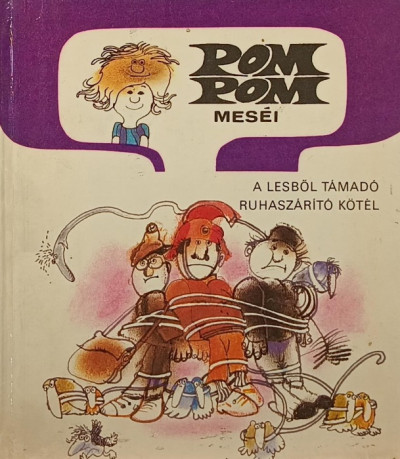 POM
POM
MESÉI
A LESBŐL TÁMADÓ
RUHASZÁRÍTÓ KÖTÉL